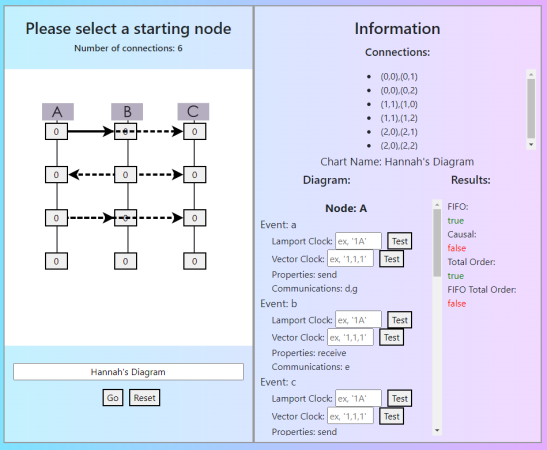 Please select a starting node
Number of connections: 6
A B C
0 0 0
0 0 0
0 0 0
0 0 0
Hannah's Diagram
Go Reset
Information
Connections:
(0,0),(0,1)
(0,0),(0,2)
(1,1),(1,0)
(1,1),(1,2)
(2,0),(2,1)
(2,0),(2,2)
Chart Name: Hannah's Diagram
Diagram:
Node: A
Event: a
Lamport Clock: ex, '1A' Test
Vector Clock: ex, '1,1,1' Test
Properties: send
Communications: d,g
Event: b
Lamport Clock: ex, '1A' Test
Vector Clock: ex, '1,1,1' Test
Properties: receive
Communications: e
Event: c
Lamport Clock: ex, '1A' Test
Vector Clock: ex, '1,1,1' Test
Properties: send
Results:
FIFO:
true
Causal:
false
Total Order:
true
FIFO Total Order:
false